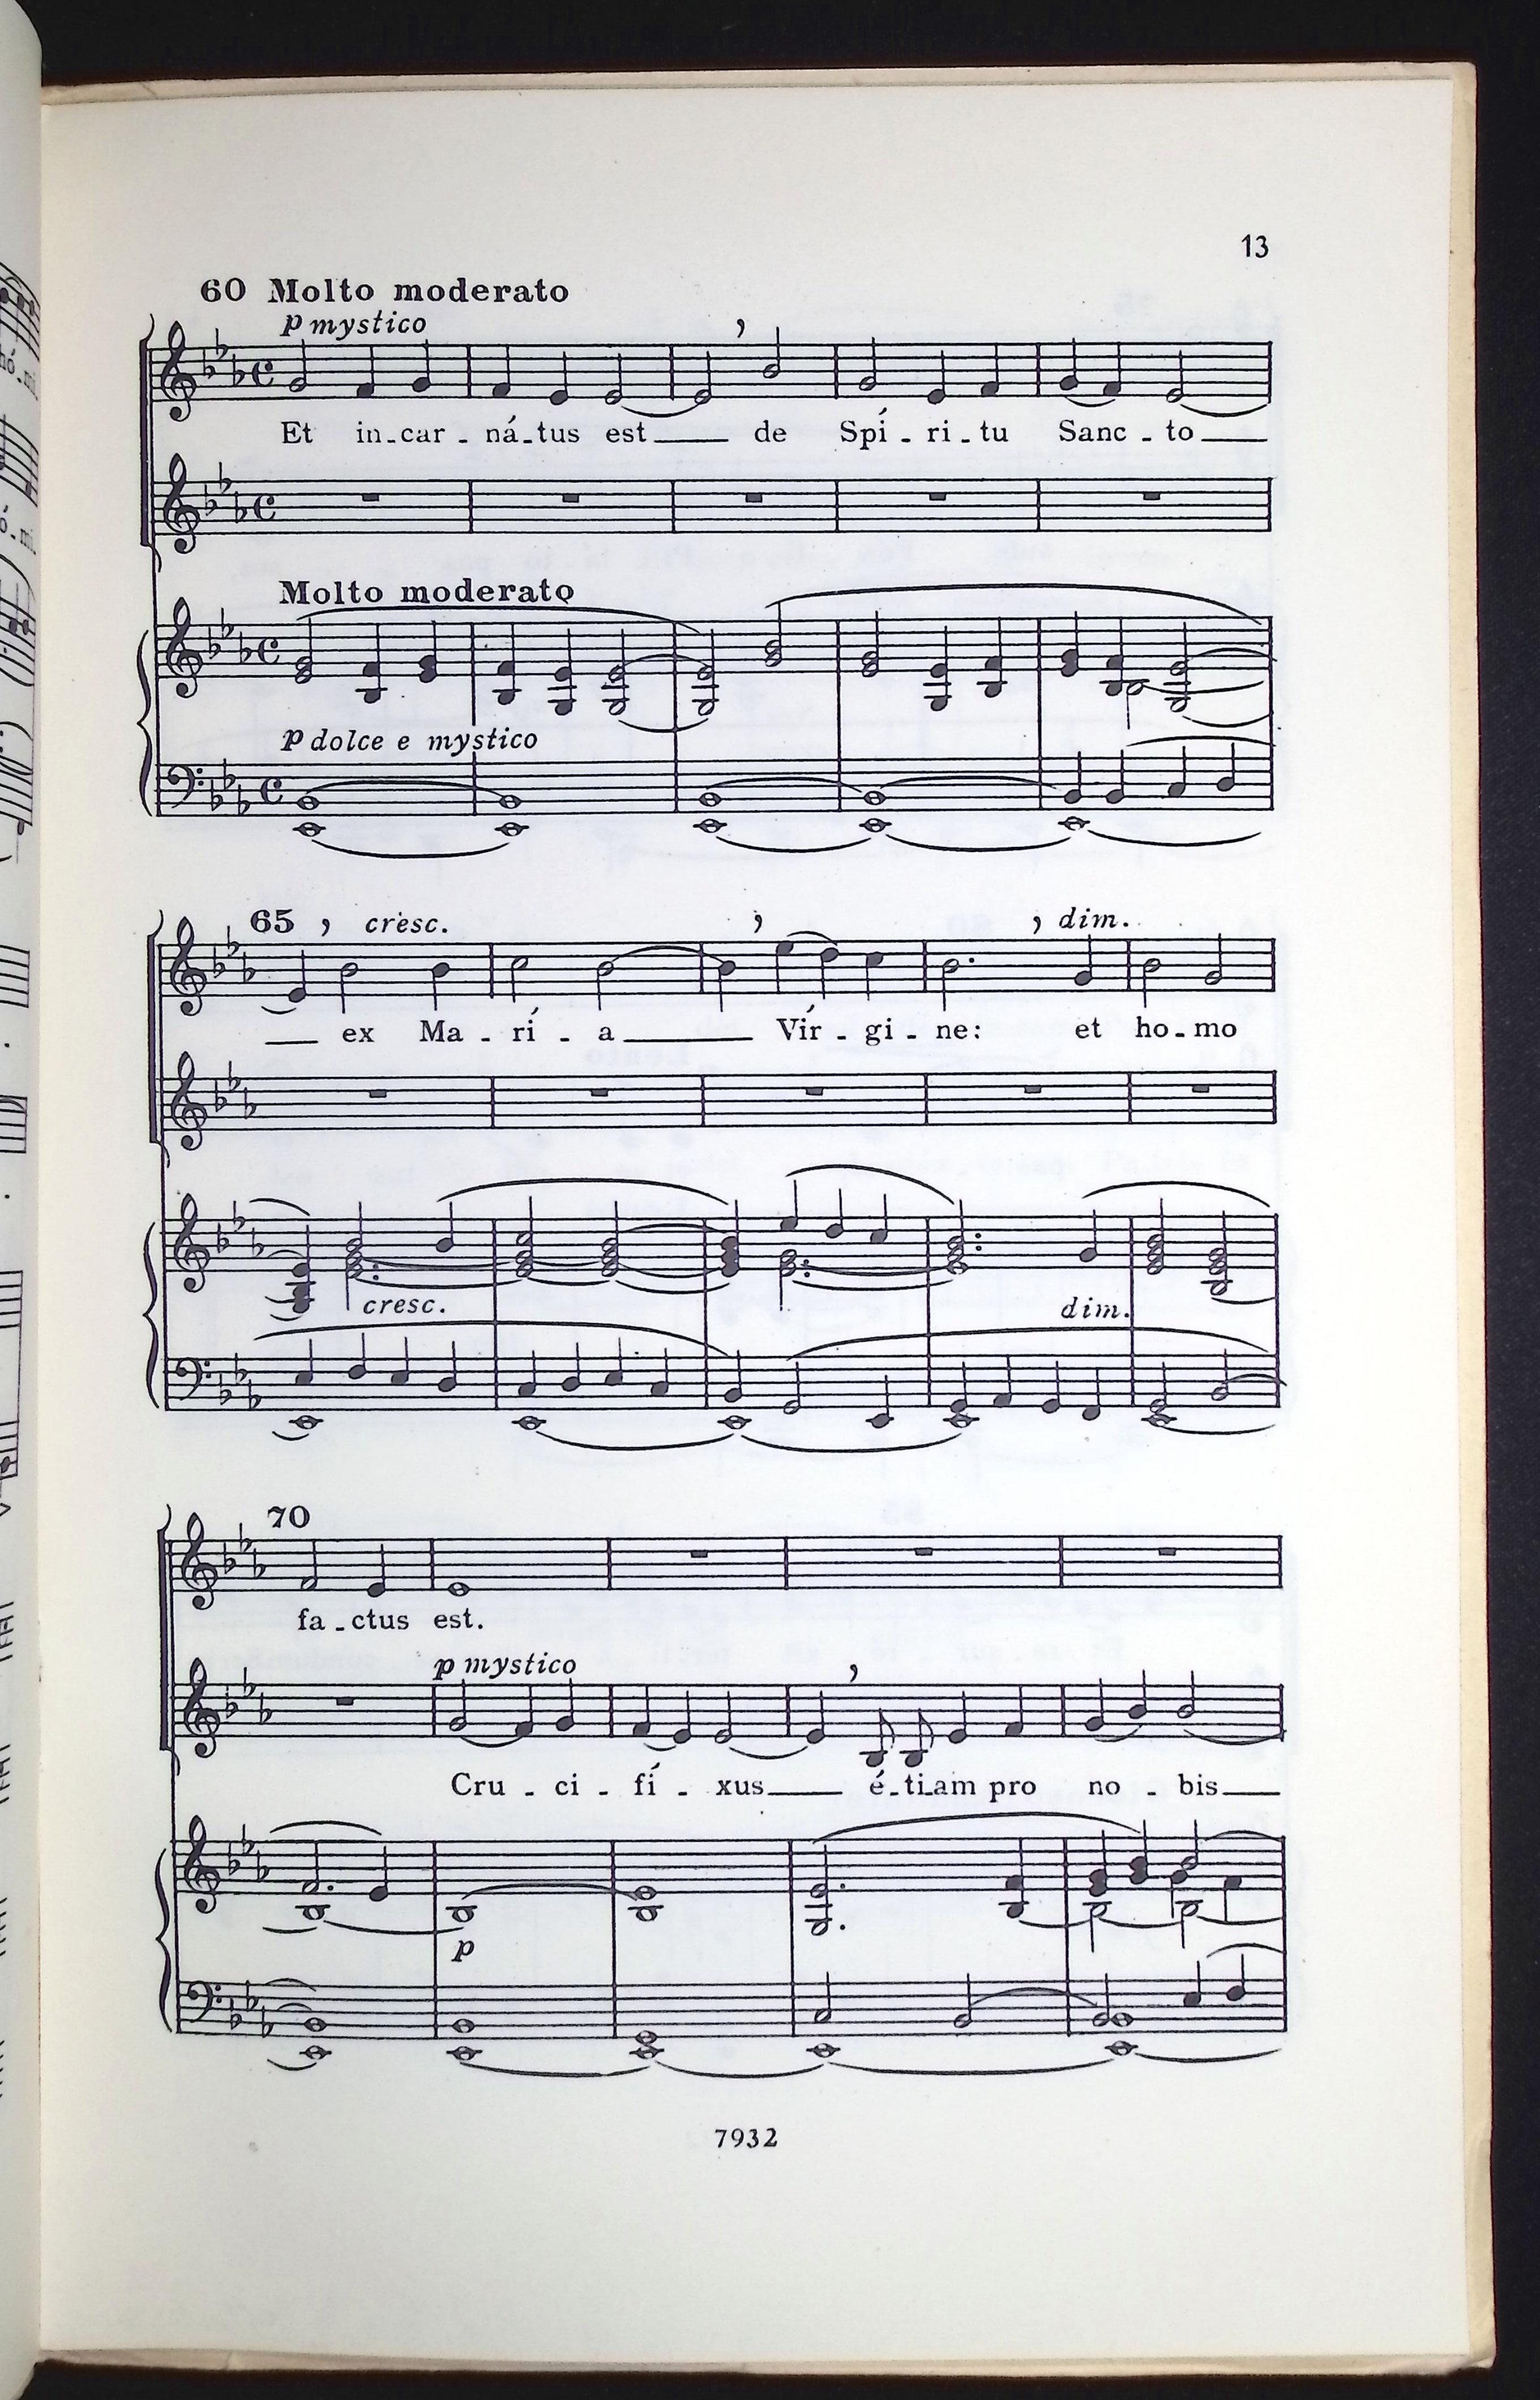 13
60 Molto moderato
p mystico
Et in-car-ná-tus est de Spí-ri-tu Sanc-to
Molto moderato
p dolce e mystico
65 cresc. dim.
ex Ma-rí-a Vír-gi-ne: et ho-mo
cresc. dim.
70
fa-ctus est.
p mystico
Cru-ci-fí-xus é-ti-am pro no-bis
p
7932